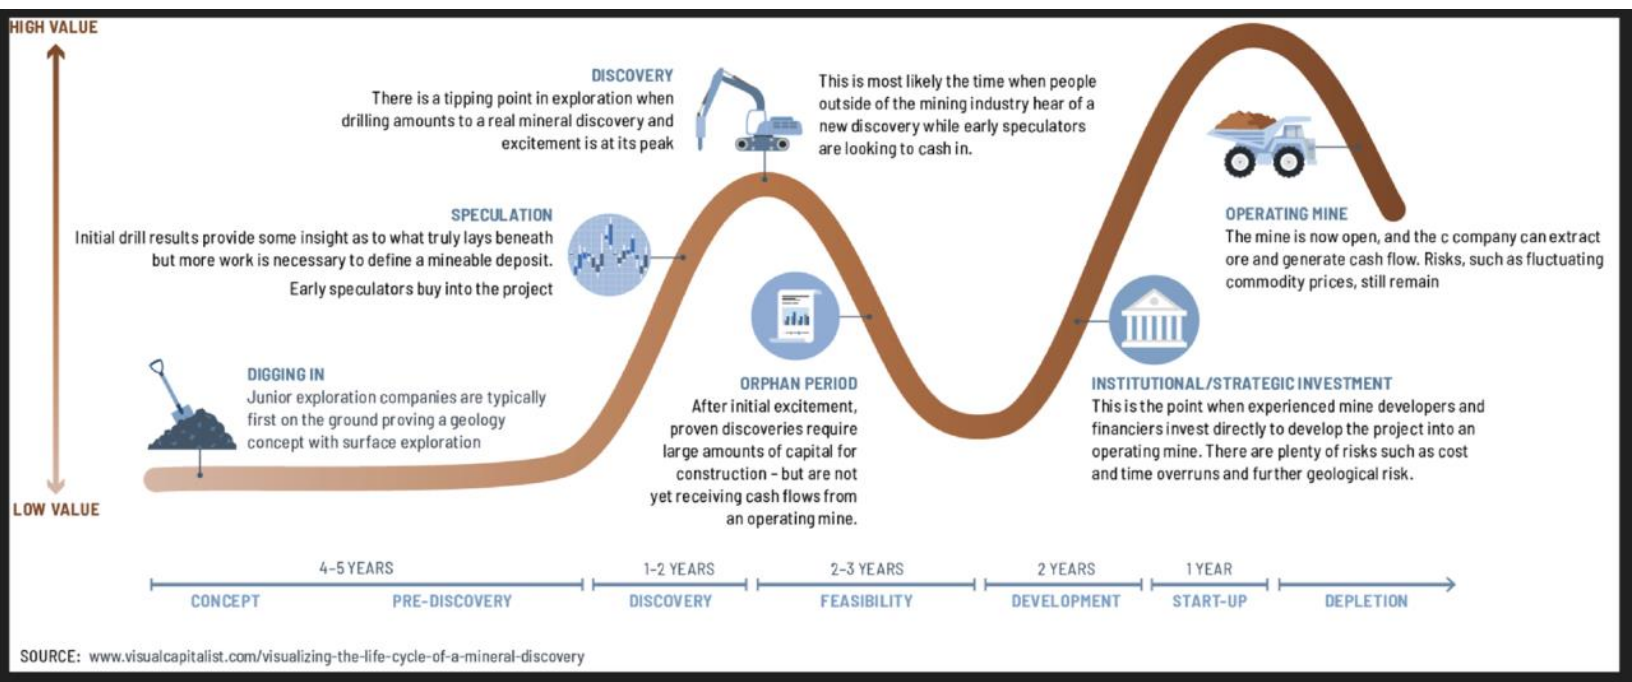 HIGH VALUE
DISCOVERY
There is a tipping point in exploration when
drilling amounts to a real mineral discovery and
excitement is at its peak
This is most likely the time when people
outside of the mining industry hear of a
new discovery while early speculators
are looking to cash in.
SPECULATION
Initial drill results provide some insight as to what truly lays beneath
but more work is necessary to define a mineable deposit.
Early speculators buy into the project
OPERATING MINE
The mine is now open, and the c company can extract
ore and generate cash flow. Risks, such as fluctuating
commodity prices, still remain
DIGGING IN
Junior exploration companies are typically
first on the ground proving a geology
concept with surface exploration
ORPHAN PERIOD
After initial excitement,
proven discoveries require
large amounts of capital for
construction – but are not
yet receiving cash flows from
an operating mine.
INSTITUTIONAL/STRATEGIC INVESTMENT
This is the point when experienced mine developers and
financiers invest directly to develop the project into an
operating mine. There are plenty of risks such as cost
and time overruns and further geological risk.
LOW VALUE
4-5 YEARS
1-2 YEARS
2-3 YEARS
2 YEARS
1 YEAR
CONCEPT
PRE-DISCOVERY
DISCOVERY
FEASIBILITY
DEVELOPMENT
START-UP
DEPLETION
SOURCE: www.visualcapitalist.com/visualizing-the-life-cycle-of-a-mineral-discovery